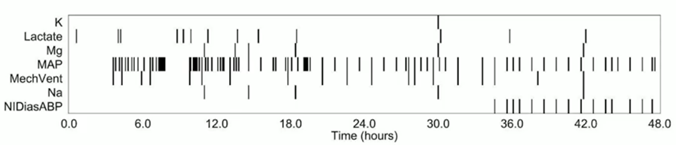 K
Lactate
Mg
MAP
MechVent
Na
NIDiasABP
0.0 6.0 12.0 18.0 24.0 30.0 36.0 42.0 48.0
Time (hours)